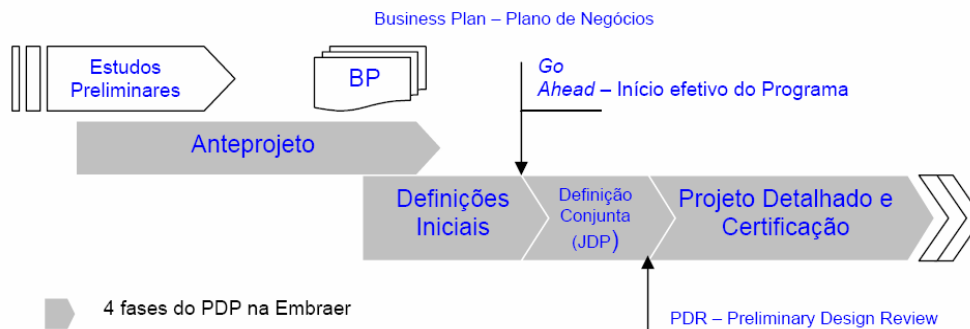 Business Plan – Plano de Negócios
Estudos
Preliminares
BP
Go
Ahead – Início efetivo do Programa
Anteprojeto
Definições
Iniciais
Definição
Conjunta
(JDP)
Projeto Detalhado e
Certificação
4 fases do PDP na Embraer
PDR – Preliminary Design Review